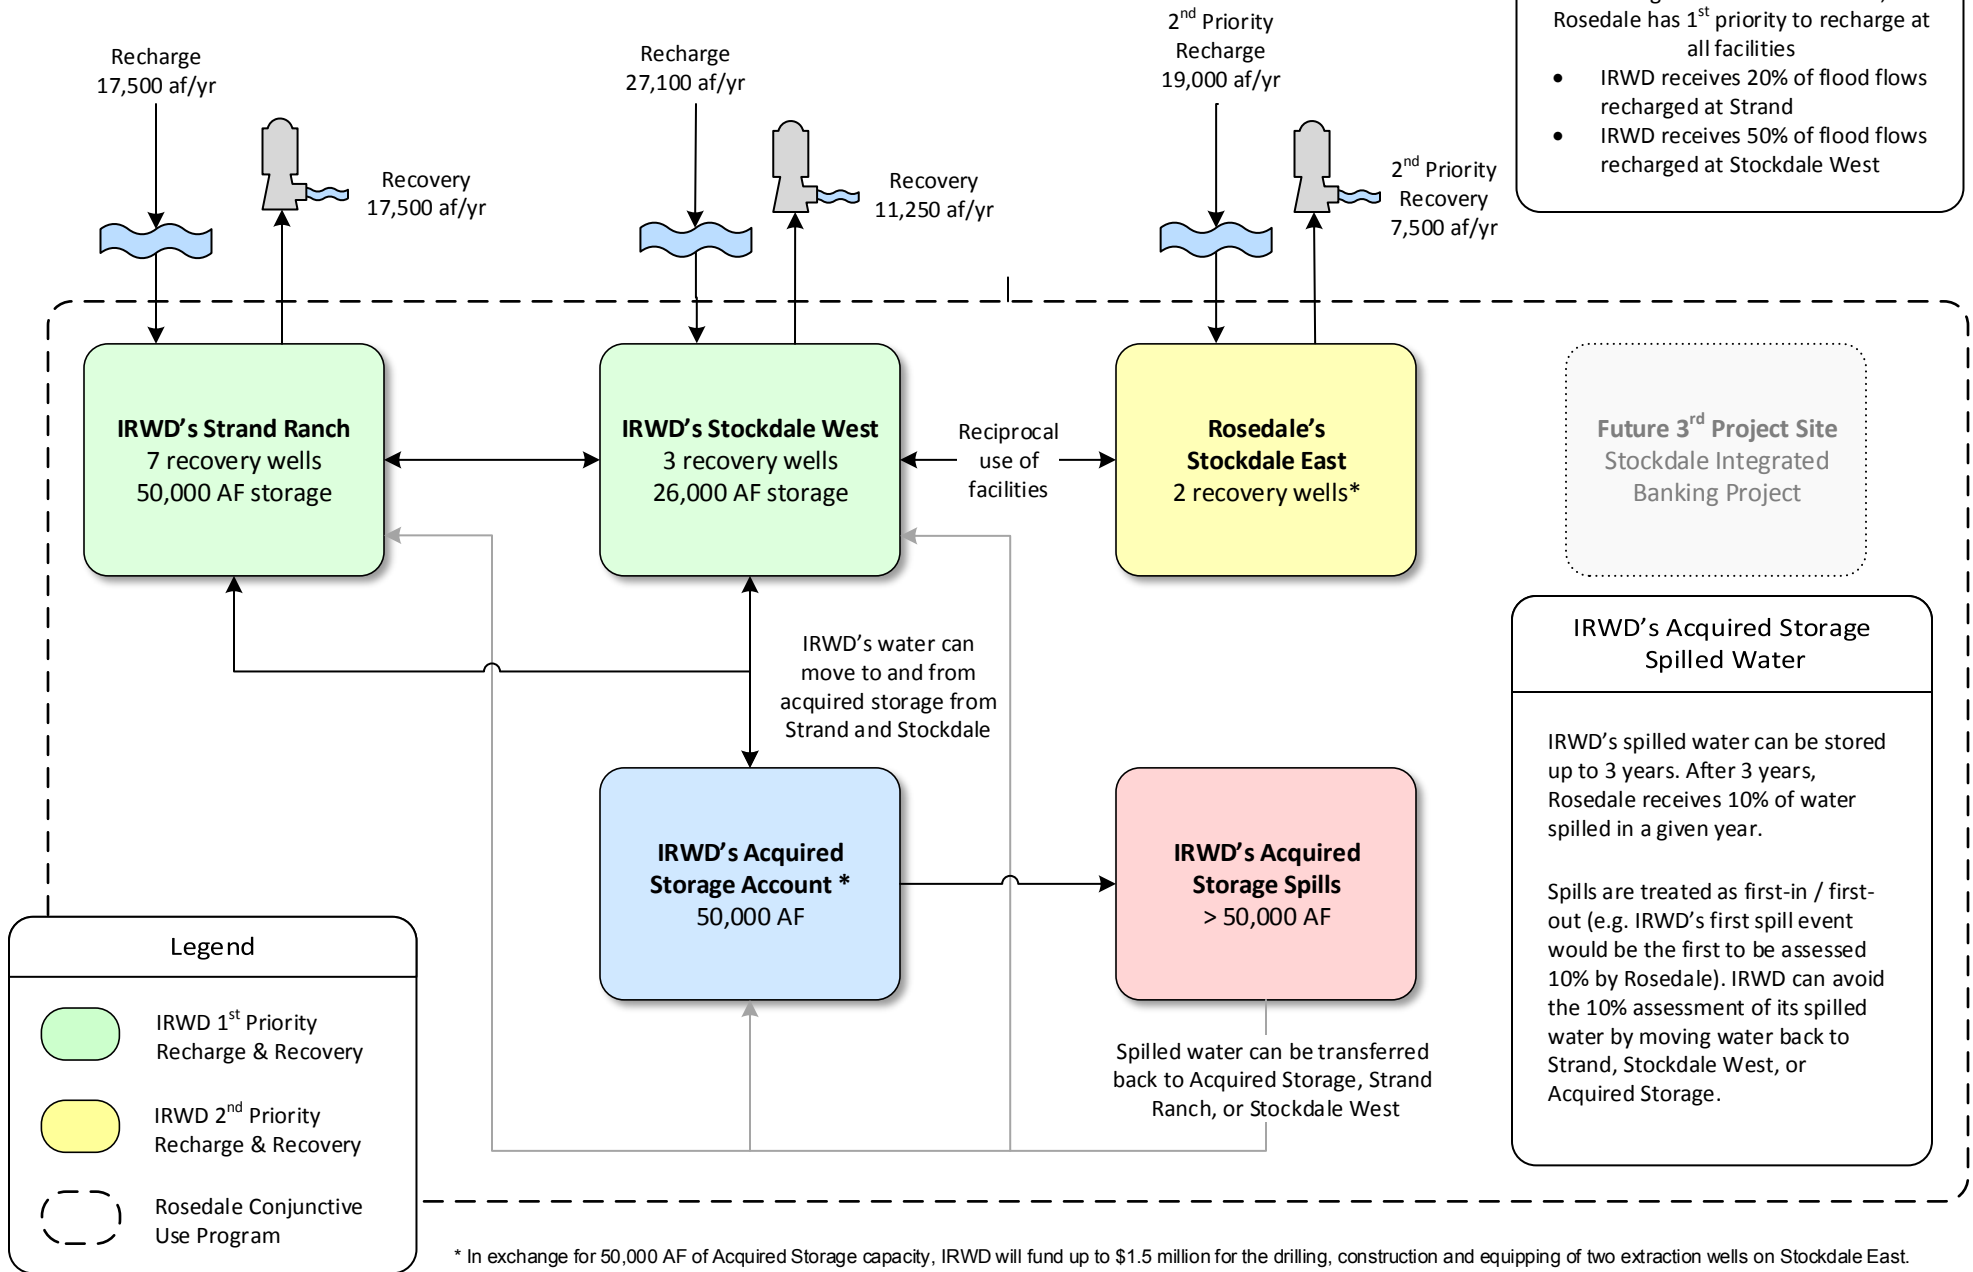 Rosedale has 1st priority to recharge at
all facilities
• IRWD receives 20% of flood flows
recharged at Strand
• IRWD receives 50% of flood flows
recharged at Stockdale West
Recharge
17,500 af/yr
Recovery
17,500 af/yr
Recharge
27,100 af/yr
Recovery
11,250 af/yr
2nd Priority
Recharge
19,000 af/yr
2nd Priority
Recovery
7,500 af/yr
IRWD's Strand Ranch
7 recovery wells
50,000 AF storage
IRWD's Stockdale West
3 recovery wells
26,000 AF storage
Reciprocal
use of
facilities
Rosedale's
Stockdale East
2 recovery wells*
Future 3rd Project Site
Stockdale Integrated
Banking Project
IRWD's water can
move to and from
acquired storage from
Strand and Stockdale
IRWD's Acquired
Storage Account *
50,000 AF
IRWD's Acquired
Storage Spills
> 50,000 AF
Spilled water can be transferred
back to Acquired Storage, Strand
Ranch, or Stockdale West
IRWD's Acquired Storage
Spilled Water
IRWD's spilled water can be stored
up to 3 years. After 3 years,
Rosedale receives 10% of water
spilled in a given year.
Spills are treated as first-in / first-
out (e.g. IRWD's first spill event
would be the first to be assessed
10% by Rosedale). IRWD can avoid
the 10% assessment of its spilled
water by moving water back to
Strand, Stockdale West, or
Acquired Storage.
Legend
IRWD 1st Priority
Recharge & Recovery
IRWD 2nd Priority
Recharge & Recovery
Rosedale Conjunctive
Use Program
* In exchange for 50,000 AF of Acquired Storage capacity, IRWD will fund up to $1.5 million for the drilling, construction and equipping of two extraction wells on Stockdale East.